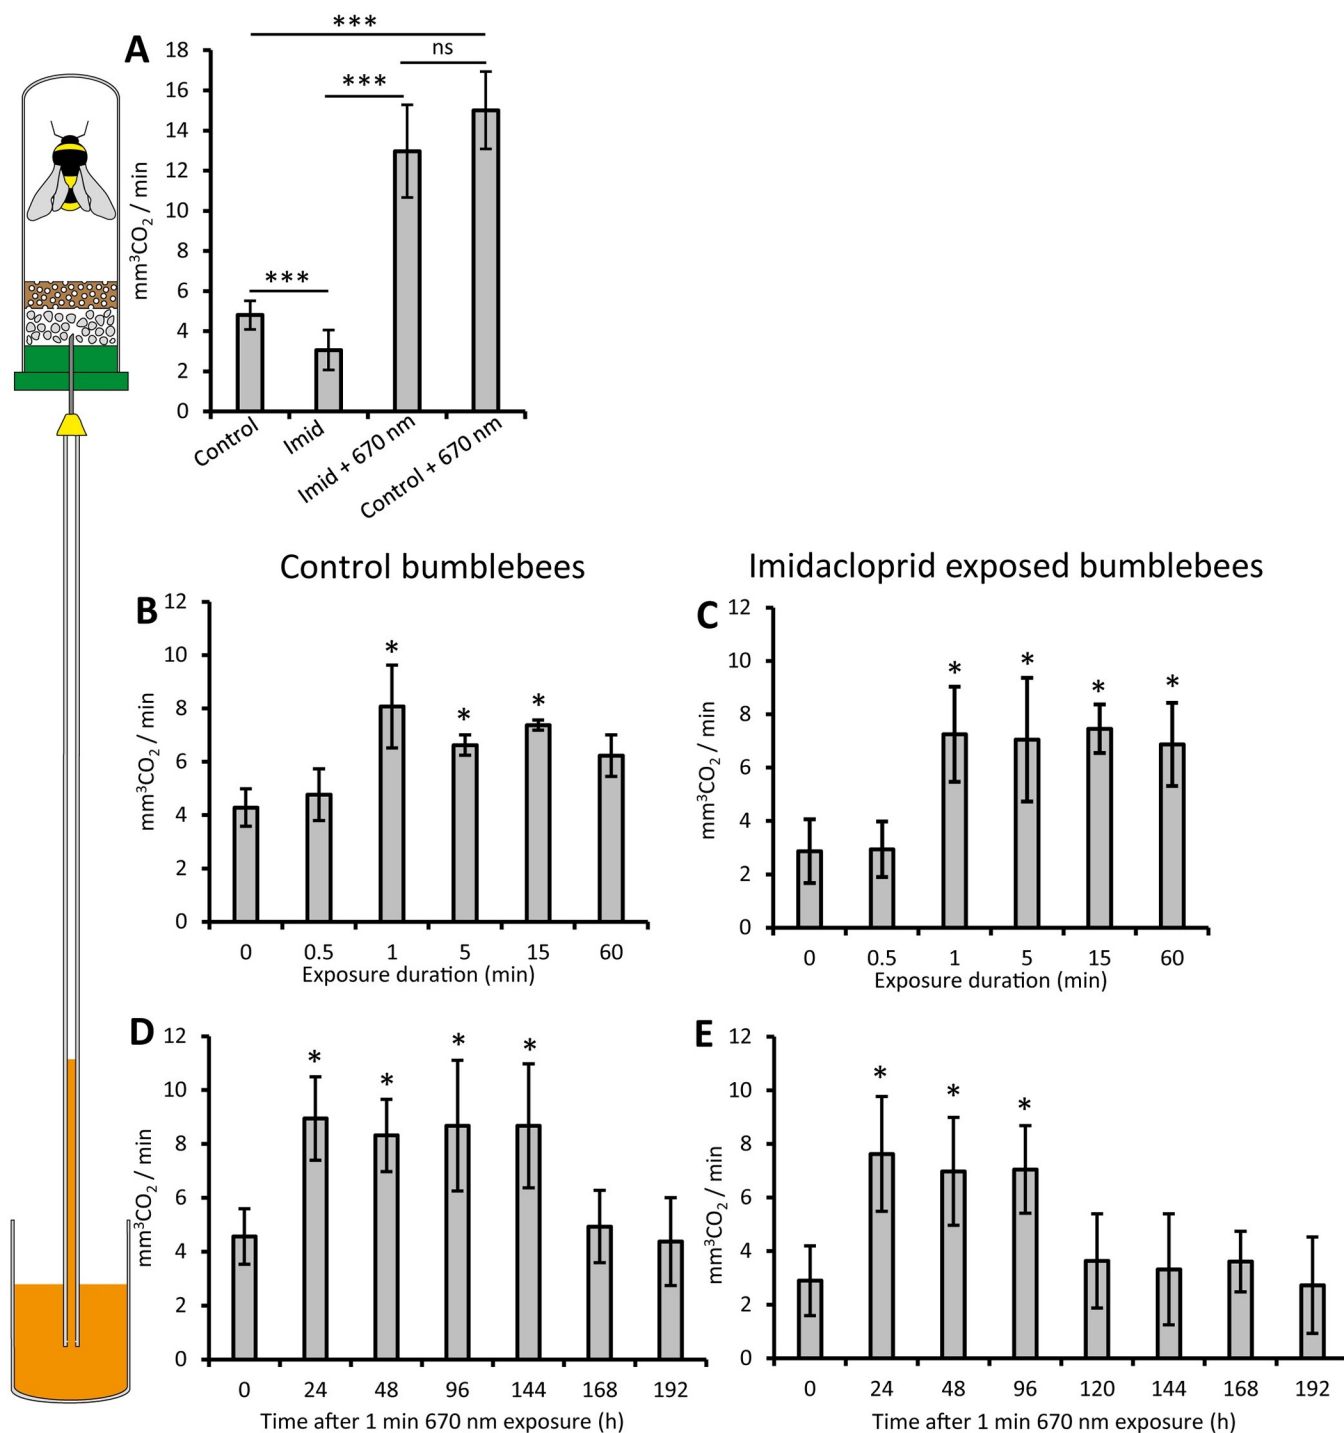 A
***
ns
***
***
18
16
14
12
10
8
6
4
2
0
mm³CO₂ / min
Control
Imid
Imid + 670 nm
Control + 670 nm
Control bumblebees
Imidacloprid exposed bumblebees
B
12
10
8
6
4
2
0
mm³CO₂ / min
* * *
0 0.5 1 5 15 60
Exposure duration (min)
C
12
10
8
6
4
2
0
mm³CO₂ / min
* * * *
0 0.5 1 5 15 60
Exposure duration (min)
D
12
10
8
6
4
2
0
mm³CO₂ / min
* * * *
0 24 48 96 144 168 192
Time after 1 min 670 nm exposure (h)
E
12
10
8
6
4
2
0
mm³CO₂ / min
* * *
0 24 48 96 120 144 168 192
Time after 1 min 670 nm exposure (h)